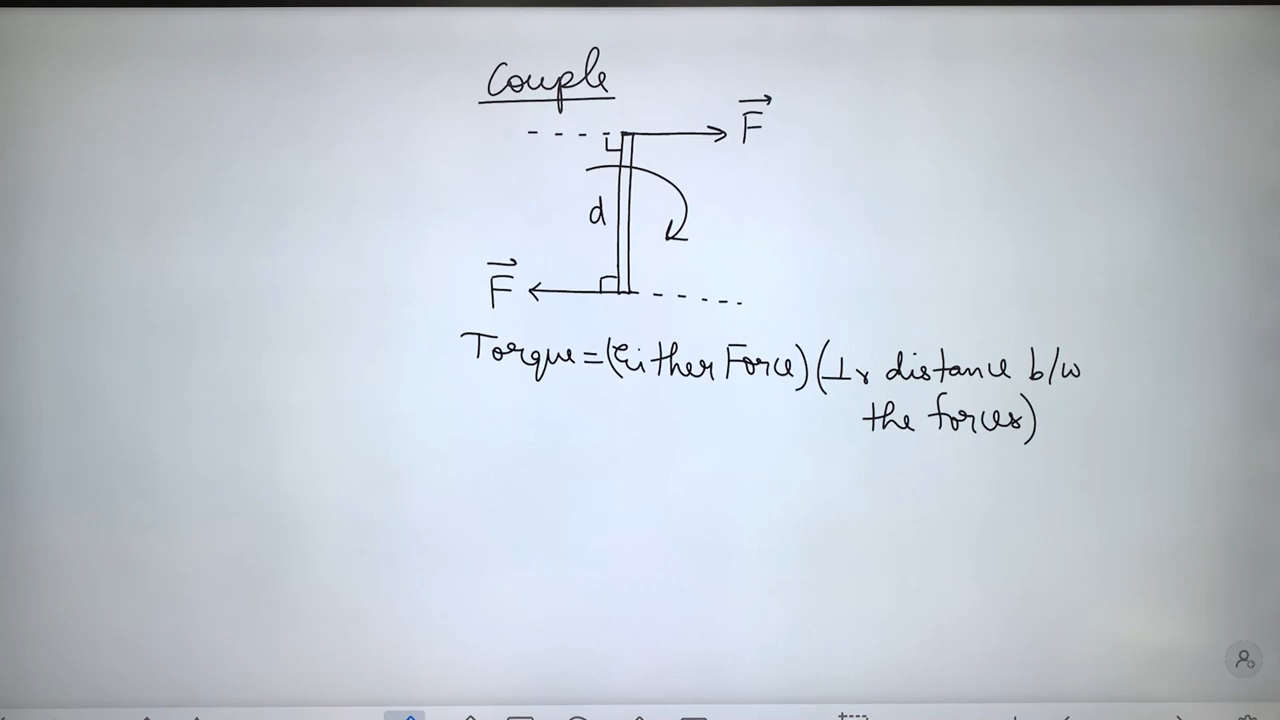 Couple
F
d
F
Torque = (Either Force) (⊥r distance b/w
the forces)